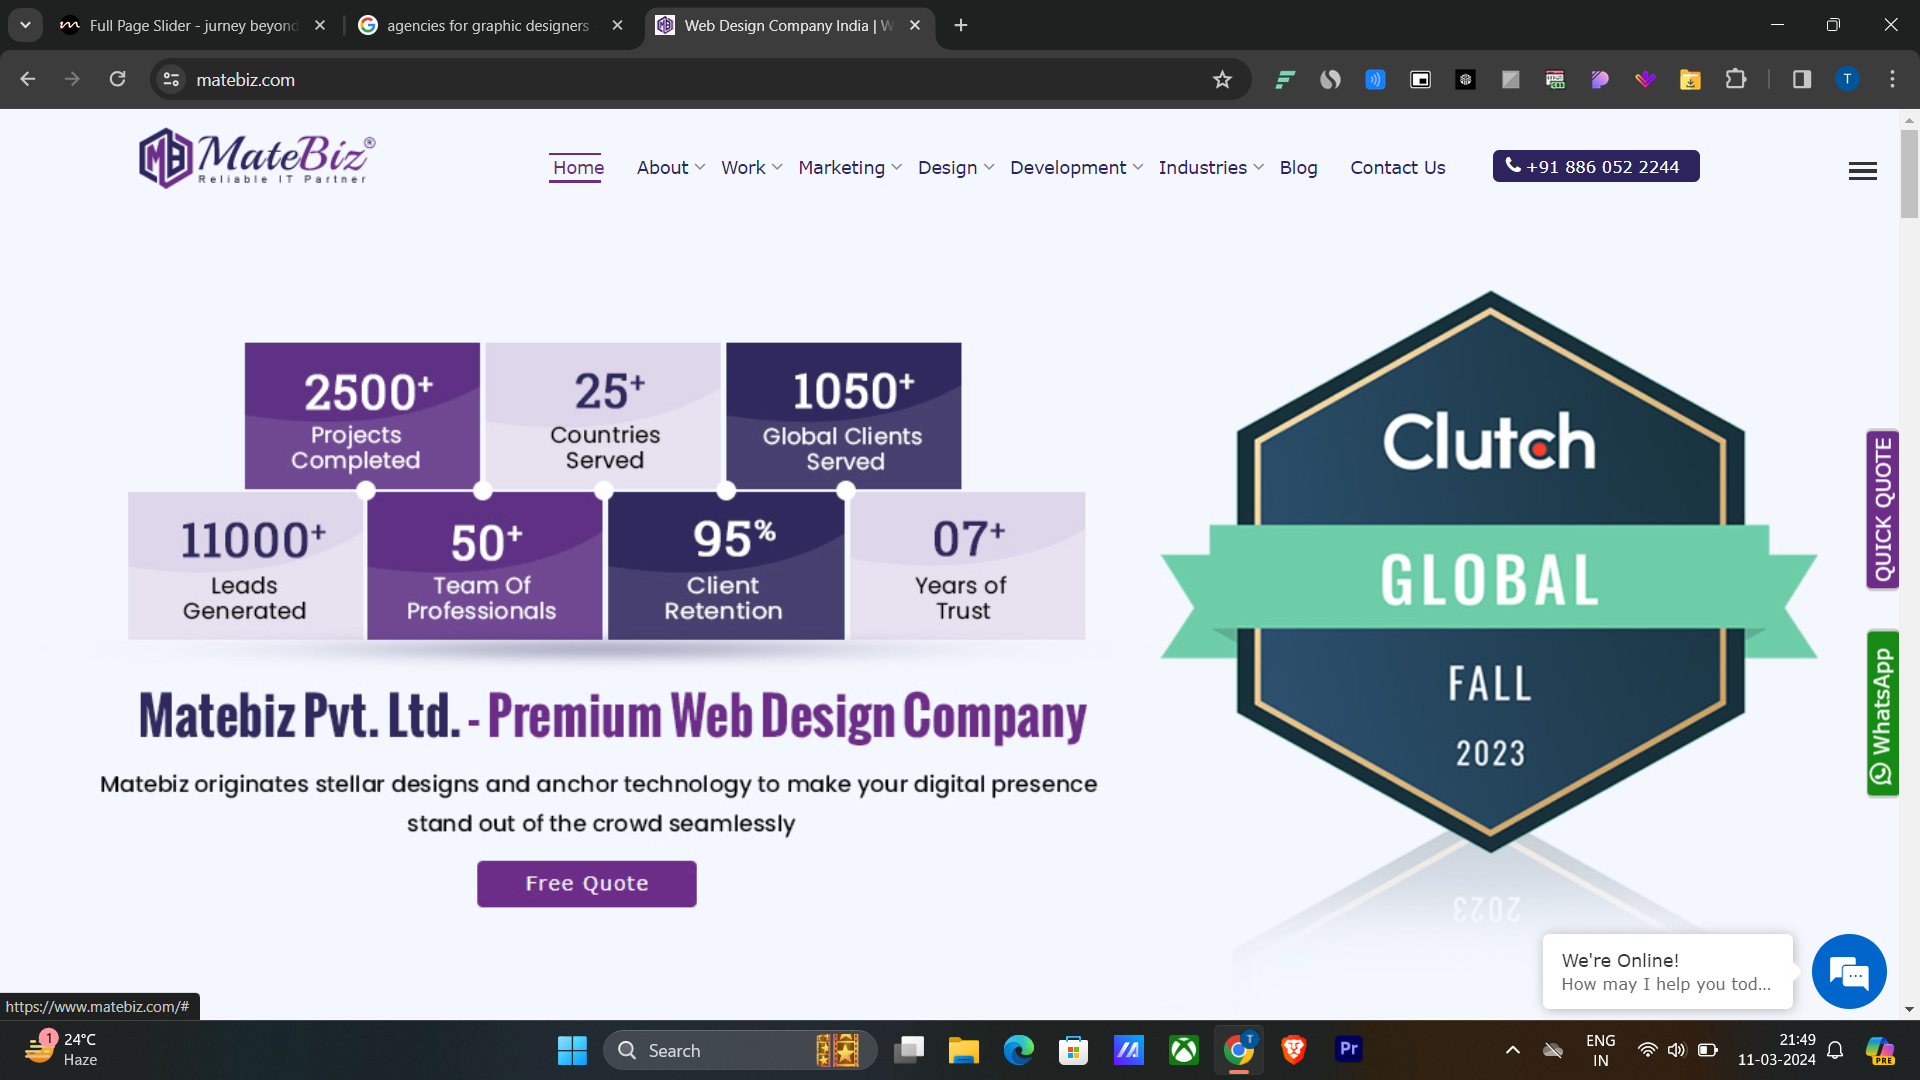 Full Page Slider - jurney beyond
agencies for graphic designers
Web Design Company India | W
matebiz.com
T
MateBiz®
Reliable IT Partner
Home
About
Work
Marketing
Design
Development
Industries
Blog
Contact Us
+91 886 052 2244
2500+
Projects
Completed
25+
Countries
Served
1050+
Global Clients
Served
11000+
Leads
Generated
50+
Team Of
Professionals
95%
Client
Retention
07+
Years of
Trust
Matebiz Pvt. Ltd. - Premium Web Design Company
Matebiz originates stellar designs and anchor technology to make your digital presence
stand out of the crowd seamlessly
Free Quote
Clutch
GLOBAL
FALL
2023
2023
QUICK QUOTE
WhatsApp
We're Online!
How may I help you tod...
https://www.matebiz.com/#
1
24°C
Haze
Search
T
Pr
ENG
IN
21:49
11-03-2024
PRE